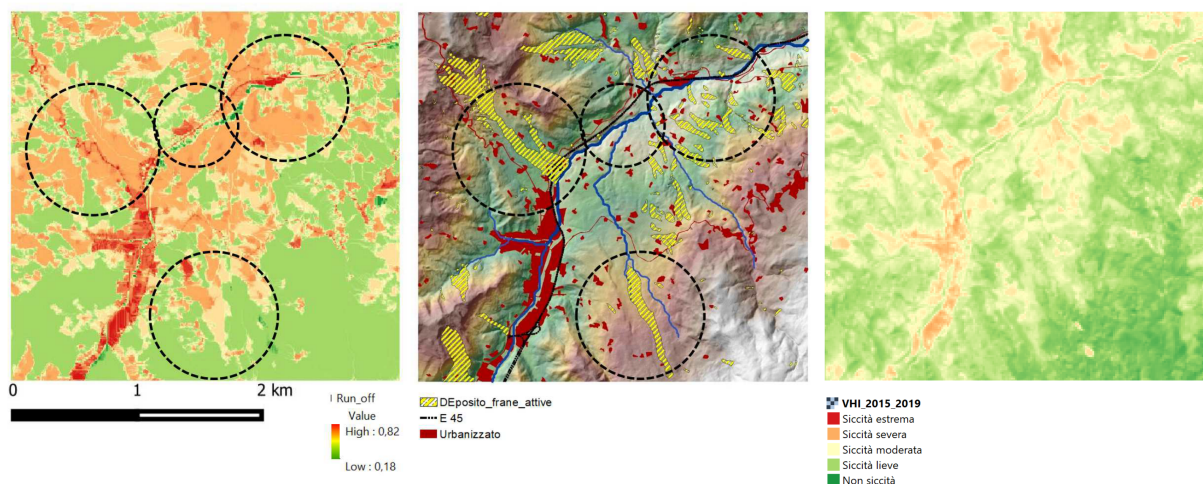 0 1 2 km
Run_off
Value
High : 0,82
Low : 0,18
DEposito_frane_attive
E 45
Urbanizzato
VHI_2015_2019
Siccità estrema
Siccità severa
Siccità moderata
Siccità lieve
Non siccità